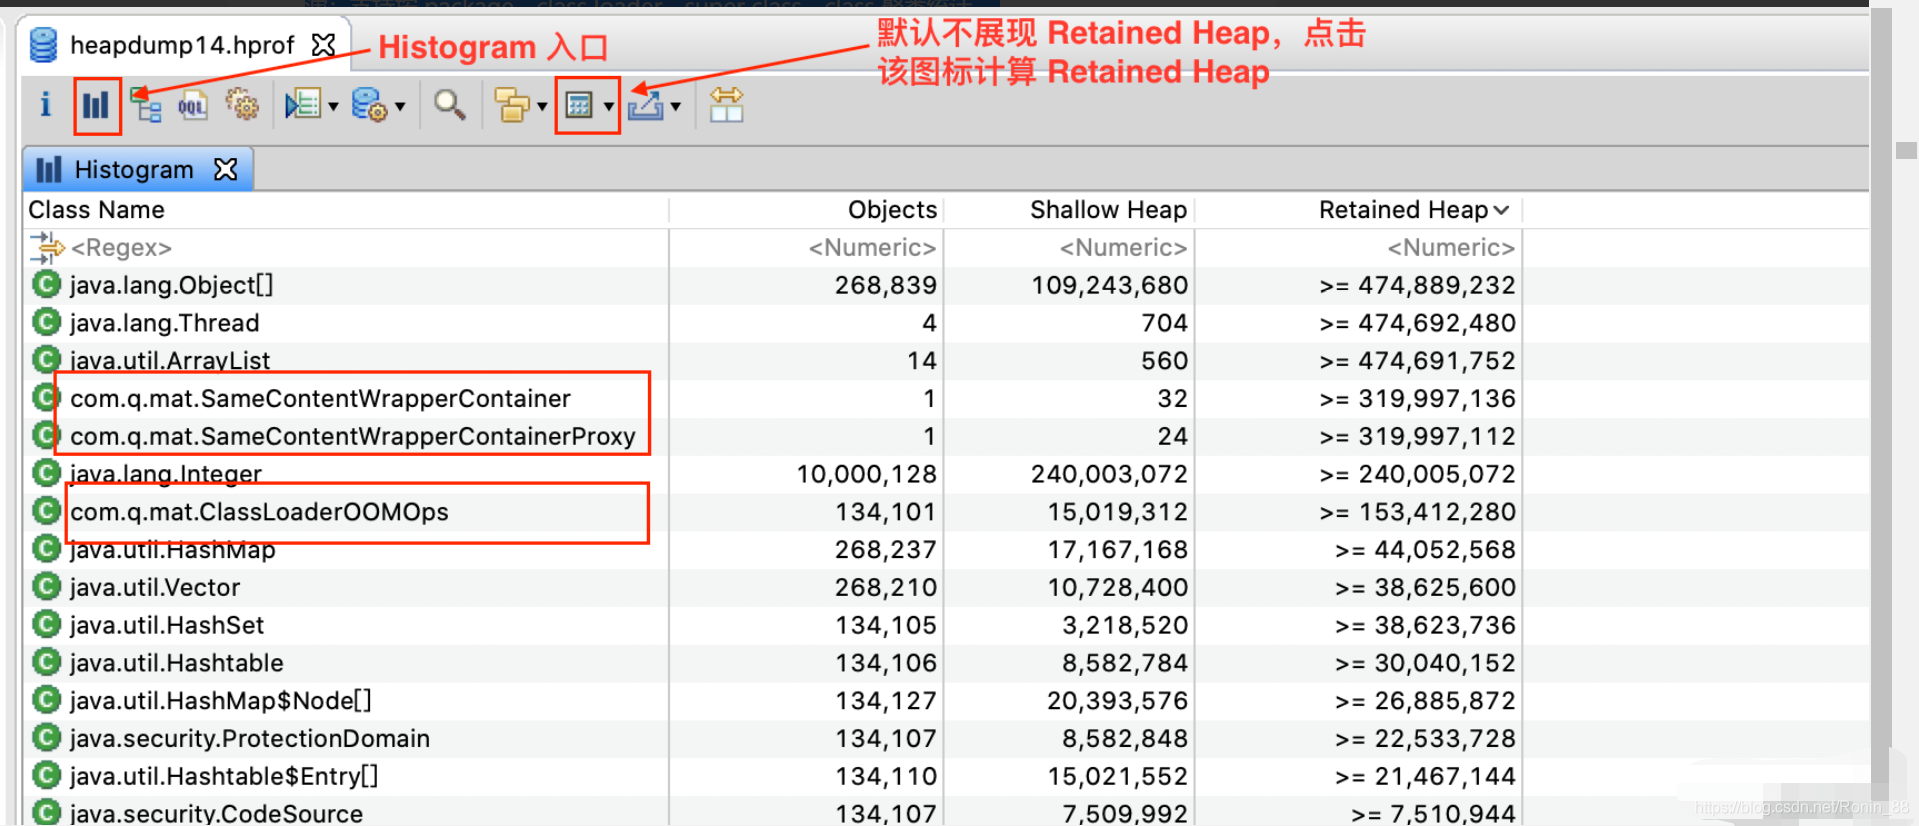 heapdump14.hprof
Histogram 入口
默认不展现 Retained Heap，点击
该图标计算 Retained Heap
i
OQL
Histogram
Class Name Objects Shallow Heap Retained Heap
<Regex> <Numeric> <Numeric> <Numeric>
java.lang.Object[] 268,839 109,243,680 >= 474,889,232
java.lang.Thread 4 704 >= 474,692,480
java.util.ArrayList 14 560 >= 474,691,752
com.q.mat.SameContentWrapperContainer 1 32 >= 319,997,136
com.q.mat.SameContentWrapperContainerProxy 1 24 >= 319,997,112
java.lang.Integer 10,000,128 240,003,072 >= 240,005,072
com.q.mat.ClassLoaderOOMOps 134,101 15,019,312 >= 153,412,280
java.util.HashMap 268,237 17,167,168 >= 44,052,568
java.util.Vector 268,210 10,728,400 >= 38,625,600
java.util.HashSet 134,105 3,218,520 >= 38,623,736
java.util.Hashtable 134,106 8,582,784 >= 30,040,152
java.util.HashMap$Node[] 134,127 20,393,576 >= 26,885,872
java.security.ProtectionDomain 134,107 8,582,848 >= 22,533,728
java.util.Hashtable$Entry[] 134,110 15,021,552 >= 21,467,144
java.security.CodeSource 134,107 7,509,992 >= 7,510,944
https://blog.csdn.net/Ronin_88